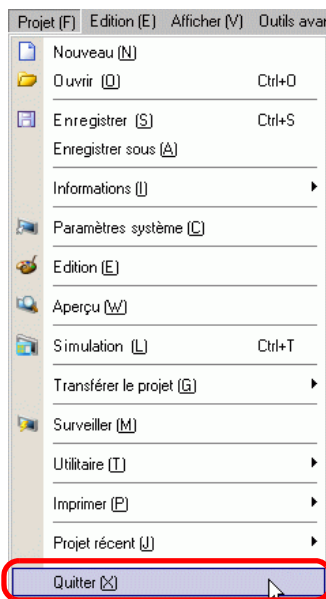 Projet (F) Edition (E) Afficher (V) Outils avan
Nouveau (N)
Ouvrir (O) Ctrl+O
Enregistrer (S) Ctrl+S
Enregistrer sous (A)
Informations (I)
Paramètres système (C)
Edition (E)
Aperçu (W)
Simulation (L) Ctrl+T
Transférer le projet (G)
Surveiller (M)
Utilitaire (T)
Imprimer (P)
Projet récent (J)
Quitter (X)